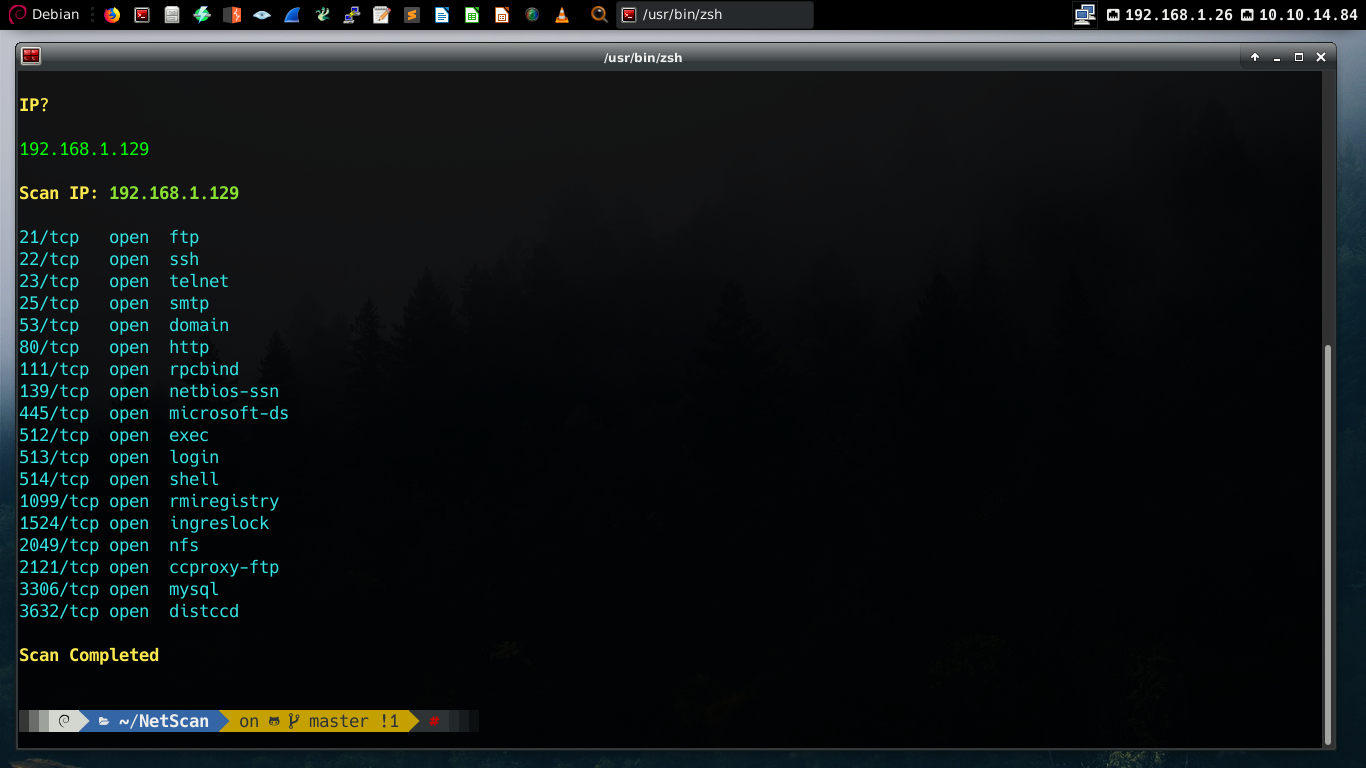 Debian /usr/bin/zsh 192.168.1.26 10.10.14.84
/usr/bin/zsh
IP?
192.168.1.129
Scan IP: 192.168.1.129
21/tcp open ftp
22/tcp open ssh
23/tcp open telnet
25/tcp open smtp
53/tcp open domain
80/tcp open http
111/tcp open rpcbind
139/tcp open netbios-ssn
445/tcp open microsoft-ds
512/tcp open exec
513/tcp open login
514/tcp open shell
1099/tcp open rmiregistry
1524/tcp open ingreslock
2049/tcp open nfs
2121/tcp open ccproxy-ftp
3306/tcp open mysql
3632/tcp open distccd
Scan Completed
~/NetScan on master !1 #